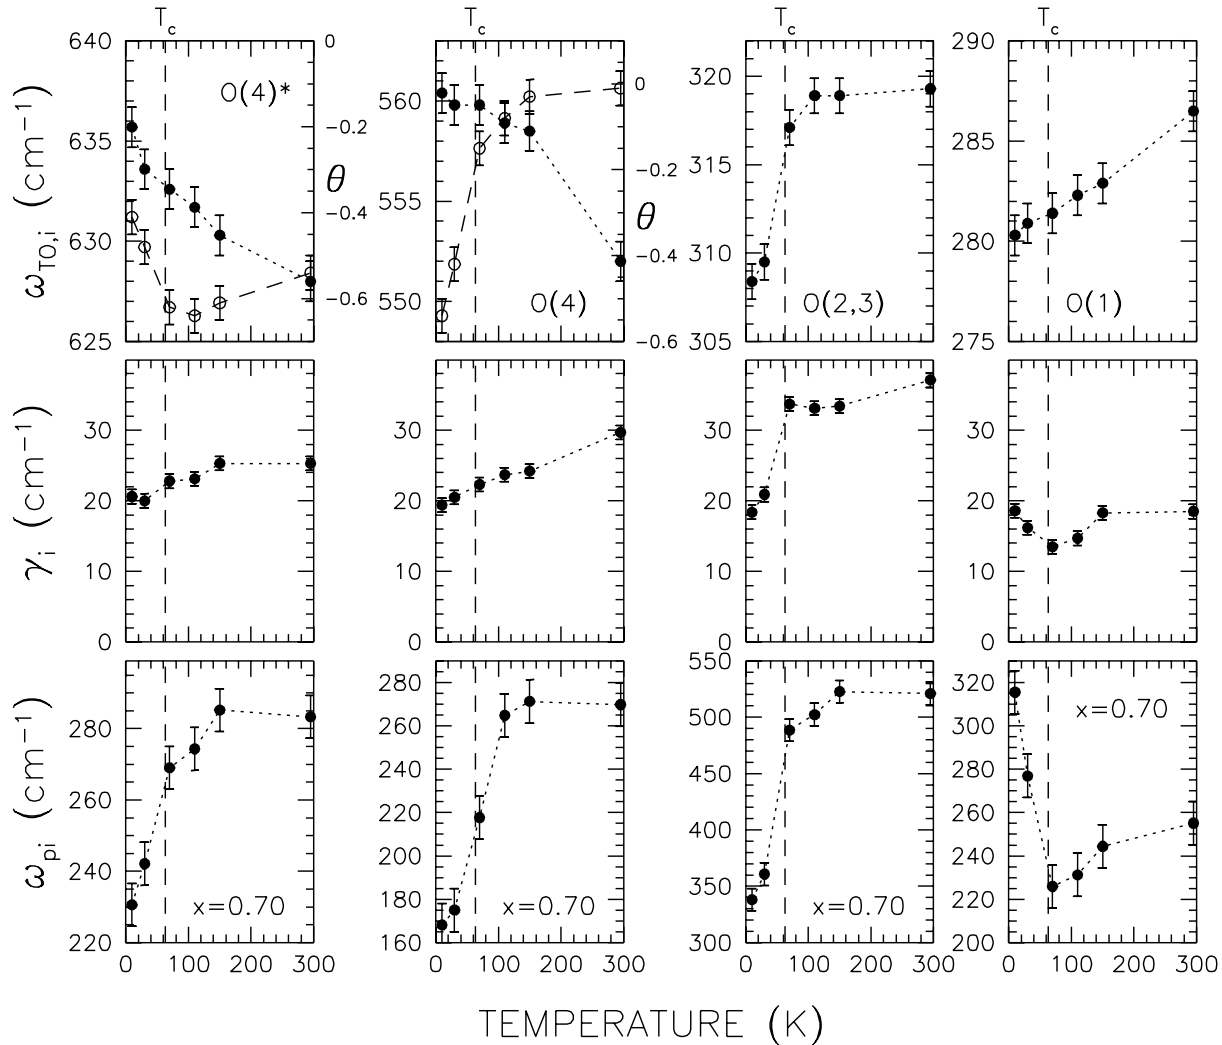 T_c T_c T_c T_c
640 0 320 290
O(4)*
560 0
635 -0.2 285
315
θ -0.2
ω_TO,i (cm⁻¹)
-0.4 555 θ
630 310 280
-0.4
-0.6 550 O(4) O(2,3) O(1)
625 -0.6 305 275
30 30 30 30
γ_i (cm⁻¹)
20 20 20 20
10 10 10 10
0 0 0 0
280 550 320
280 260 500 300
x=0.70
240 450 280
ω_pi (cm⁻¹)
260 220 400 260
200 240
240 350 220
180
x=0.70 x=0.70 x=0.70
220 160 300 200
0 100 200 300 0 100 200 300 0 100 200 300 0 100 200 300
TEMPERATURE (K)